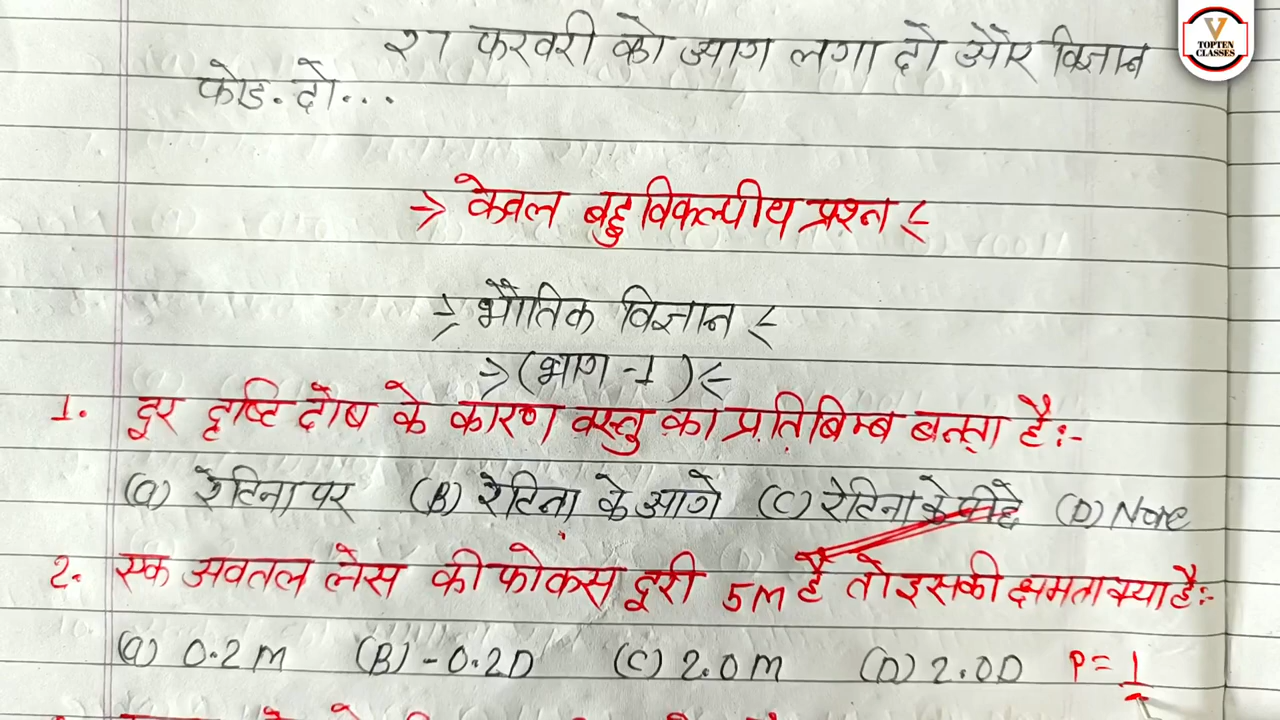 V
TOPTEN
CLASSES
२7 फरवरी को आग लगा दो और विज्ञान
फोड. दो...
→ केवल बहुविकल्पीय प्रश्न ←
→ भौतिक विज्ञान ←
→ (भाग -1) ←
1. दूर दृष्टि दोष के कारण वस्तु का प्रतिबिम्ब बनता है:-
(a) रेटिना पर (B) रेटिना के आगे (C) रेटिना के पीछे (D) None
2. एक अवतल लेंस की फोकस दूरी 5m है तो इसकी क्षमता क्या है:-
(a) 0.2 m (B) -0.2D (C) 2.0 m (D) 2.0D P = 1/